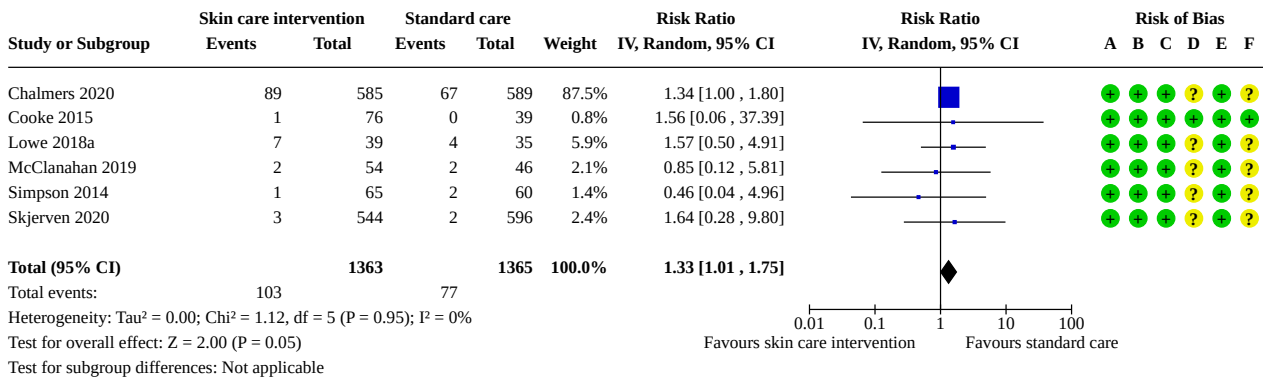 Skin care intervention Standard care Risk Ratio Risk Ratio Risk of Bias
Study or Subgroup Events Total Events Total Weight IV, Random, 95% CI IV, Random, 95% CI A B C D E F
Chalmers 2020 89 585 67 589 87.5% 1.34 [1.00 , 1.80] + + + ? + ?
Cooke 2015 1 76 0 39 0.8% 1.56 [0.06 , 37.39] + + + + + +
Lowe 2018a 7 39 4 35 5.9% 1.57 [0.50 , 4.91] + + + ? + ?
McClanahan 2019 2 54 2 46 2.1% 0.85 [0.12 , 5.81] + + + ? + ?
Simpson 2014 1 65 2 60 1.4% 0.46 [0.04 , 4.96] + + + ? + ?
Skjerven 2020 3 544 2 596 2.4% 1.64 [0.28 , 9.80] + + + ? + ?
Total (95% CI) 1363 1365 100.0% 1.33 [1.01 , 1.75]
Total events: 103 77
Heterogeneity: Tau² = 0.00; Chi² = 1.12, df = 5 (P = 0.95); I² = 0%
0.01 0.1 1 10 100
Test for overall effect: Z = 2.00 (P = 0.05) Favours skin care intervention Favours standard care
Test for subgroup differences: Not applicable